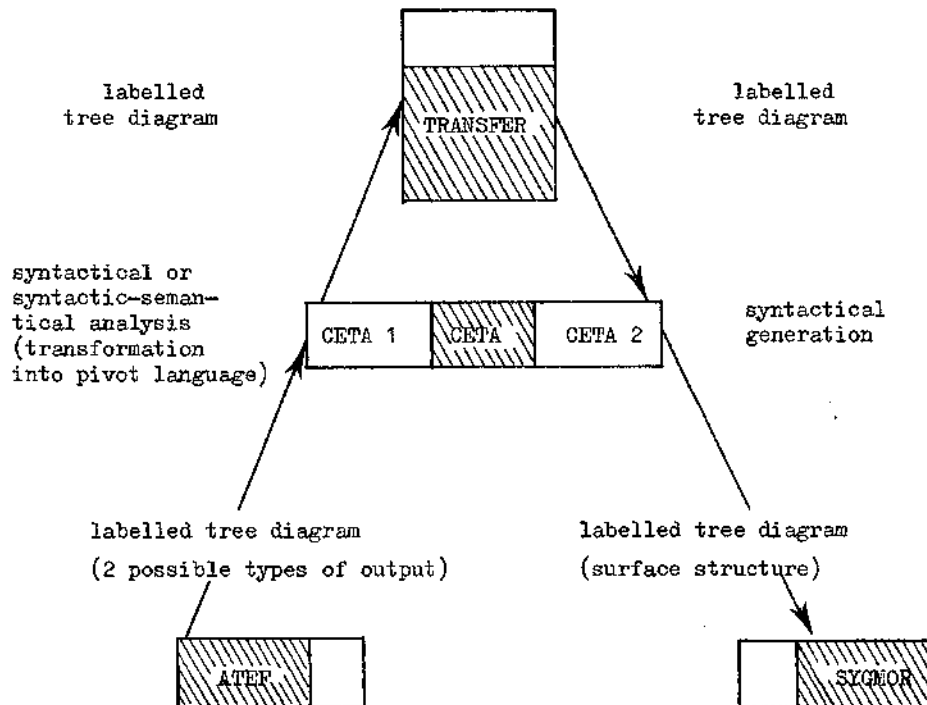 labelled
tree diagram
TRANSFER
labelled
tree diagram
syntactical or
syntactic-seman-
tical analysis
(transformation
into pivot language)
CETA 1
CETA
CETA 2
syntactical
generation
labelled tree diagram
(2 possible types of output)
labelled tree diagram
(surface structure)
ATEF
SYGMOR